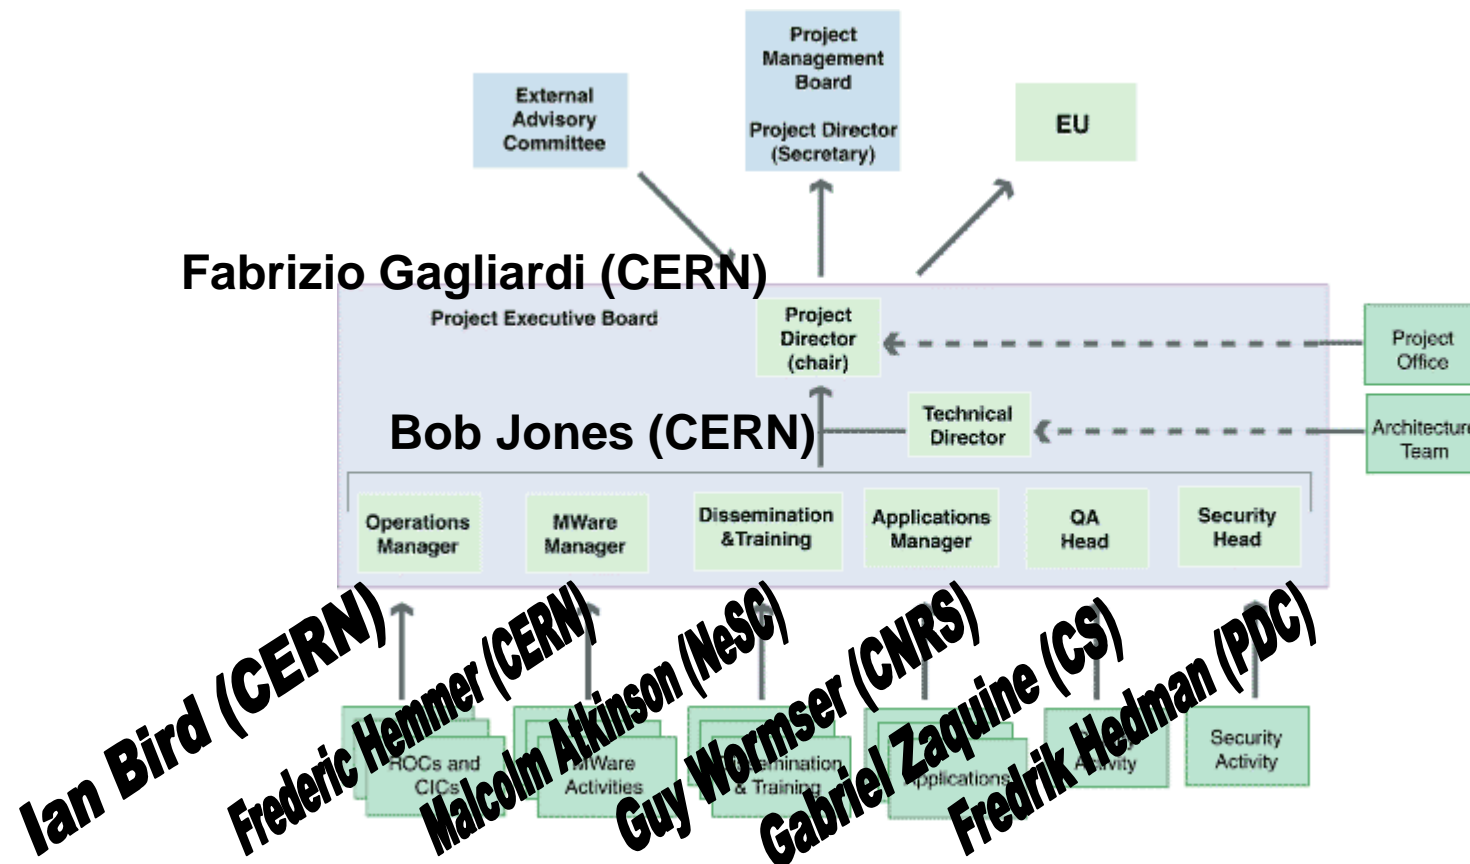 Project
Management
Board
Project Director
(Secretary)
External
Advisory
Committee
EU
Fabrizio Gagliardi (CERN)
Project Executive Board
Project
Director
(chair)
Project
Office
Bob Jones (CERN)
Technical
Director
Architecture
Team
Operations
Manager
MWare
Manager
Dissemination
&Training
Applications
Manager
QA
Head
Security
Head
Ian Bird (CERN)
Frederic Hemmer (CERN)
Malcolm Atkinson (NeSC)
Guy Wormser (CNRS)
Gabriel Zaquine (CS)
Fredrik Hedman (PDC)
ROCs and
CICs
MWare
Activities
Dissemination
& Training
Applications
Activity
Security
Activity